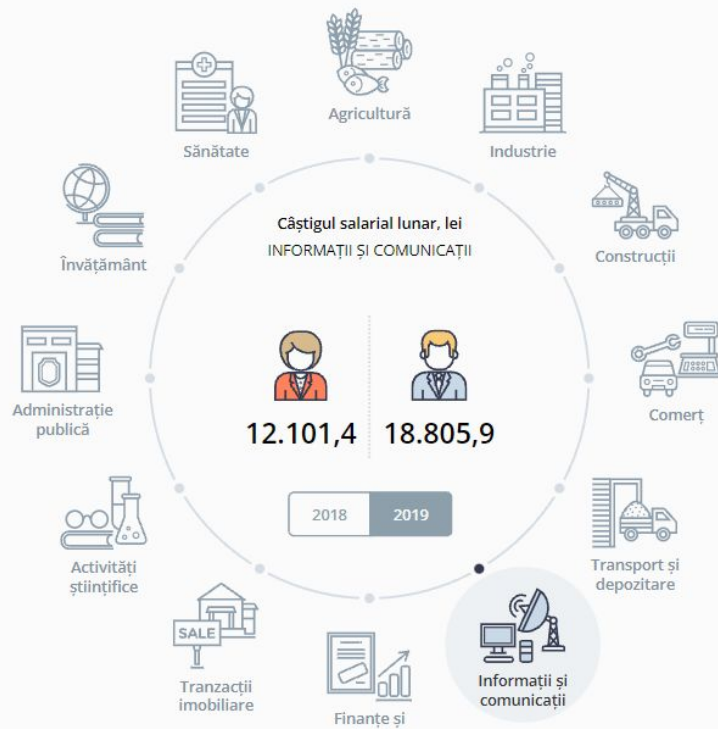 Agricultură
Industrie
Sănătate
Construcții
Învățământ
Câștigul salarial lunar, lei
INFORMAȚII ȘI COMUNICAȚII
Administrație
publică
Comerț
12.101,4
18.805,9
2018
2019
Activități
științifice
Transport și
depozitare
SALE
Tranzacții
imobiliare
Informații și
comunicații
Finanțe și